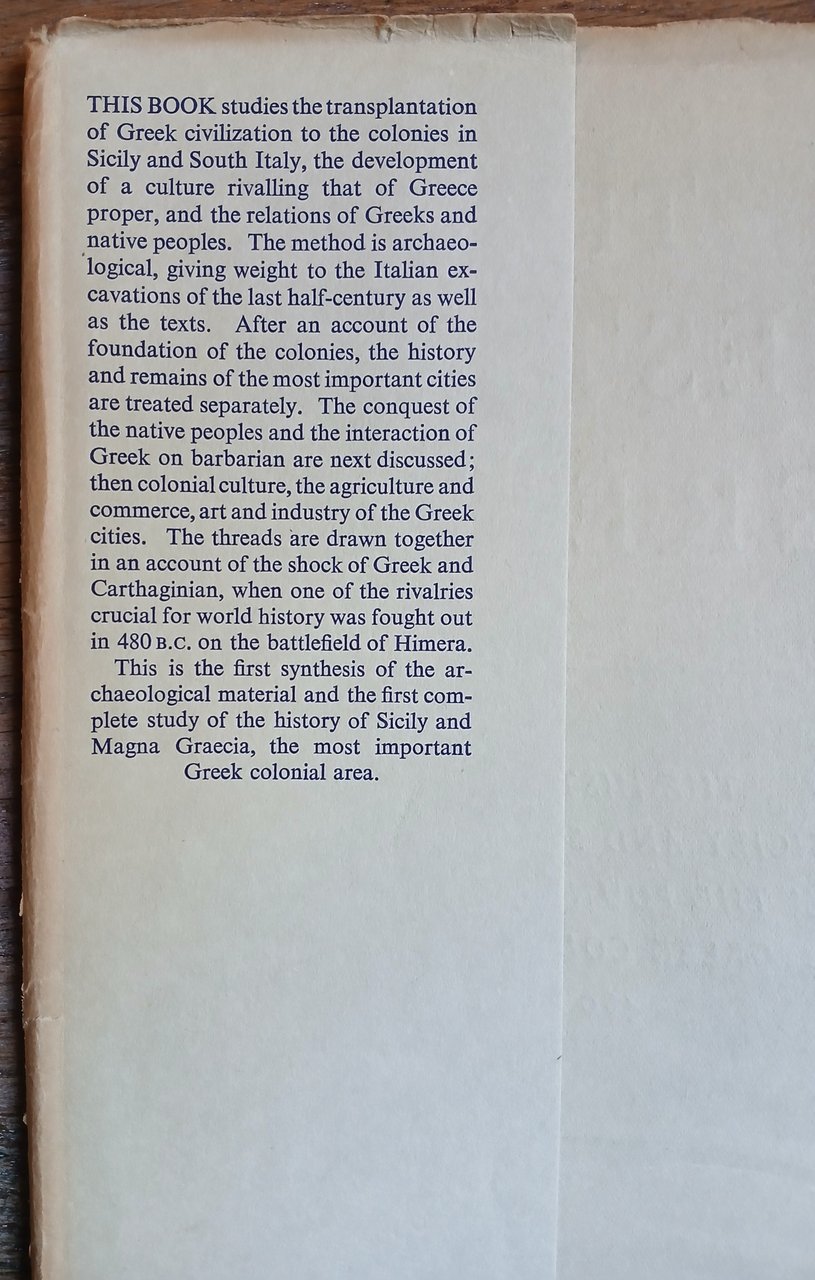 THIS BOOK studies the transplantation
of Greek civilization to the colonies in
Sicily and South Italy, the development
of a culture rivalling that of Greece
proper, and the relations of Greeks and
native peoples. The method is archaeo-
logical, giving weight to the Italian ex-
cavations of the last half-century as well
as the texts. After an account of the
foundation of the colonies, the history
and remains of the most important cities
are treated separately. The conquest of
the native peoples and the interaction of
Greek on barbarian are next discussed;
then colonial culture, the agriculture and
commerce, art and industry of the Greek
cities. The threads are drawn together
in an account of the shock of Greek and
Carthaginian, when one of the rivalries
crucial for world history was fought out
in 480 B.C. on the battlefield of Himera.
This is the first synthesis of the ar-
chaeological material and the first com-
plete study of the history of Sicily and
Magna Graecia, the most important
Greek colonial area.